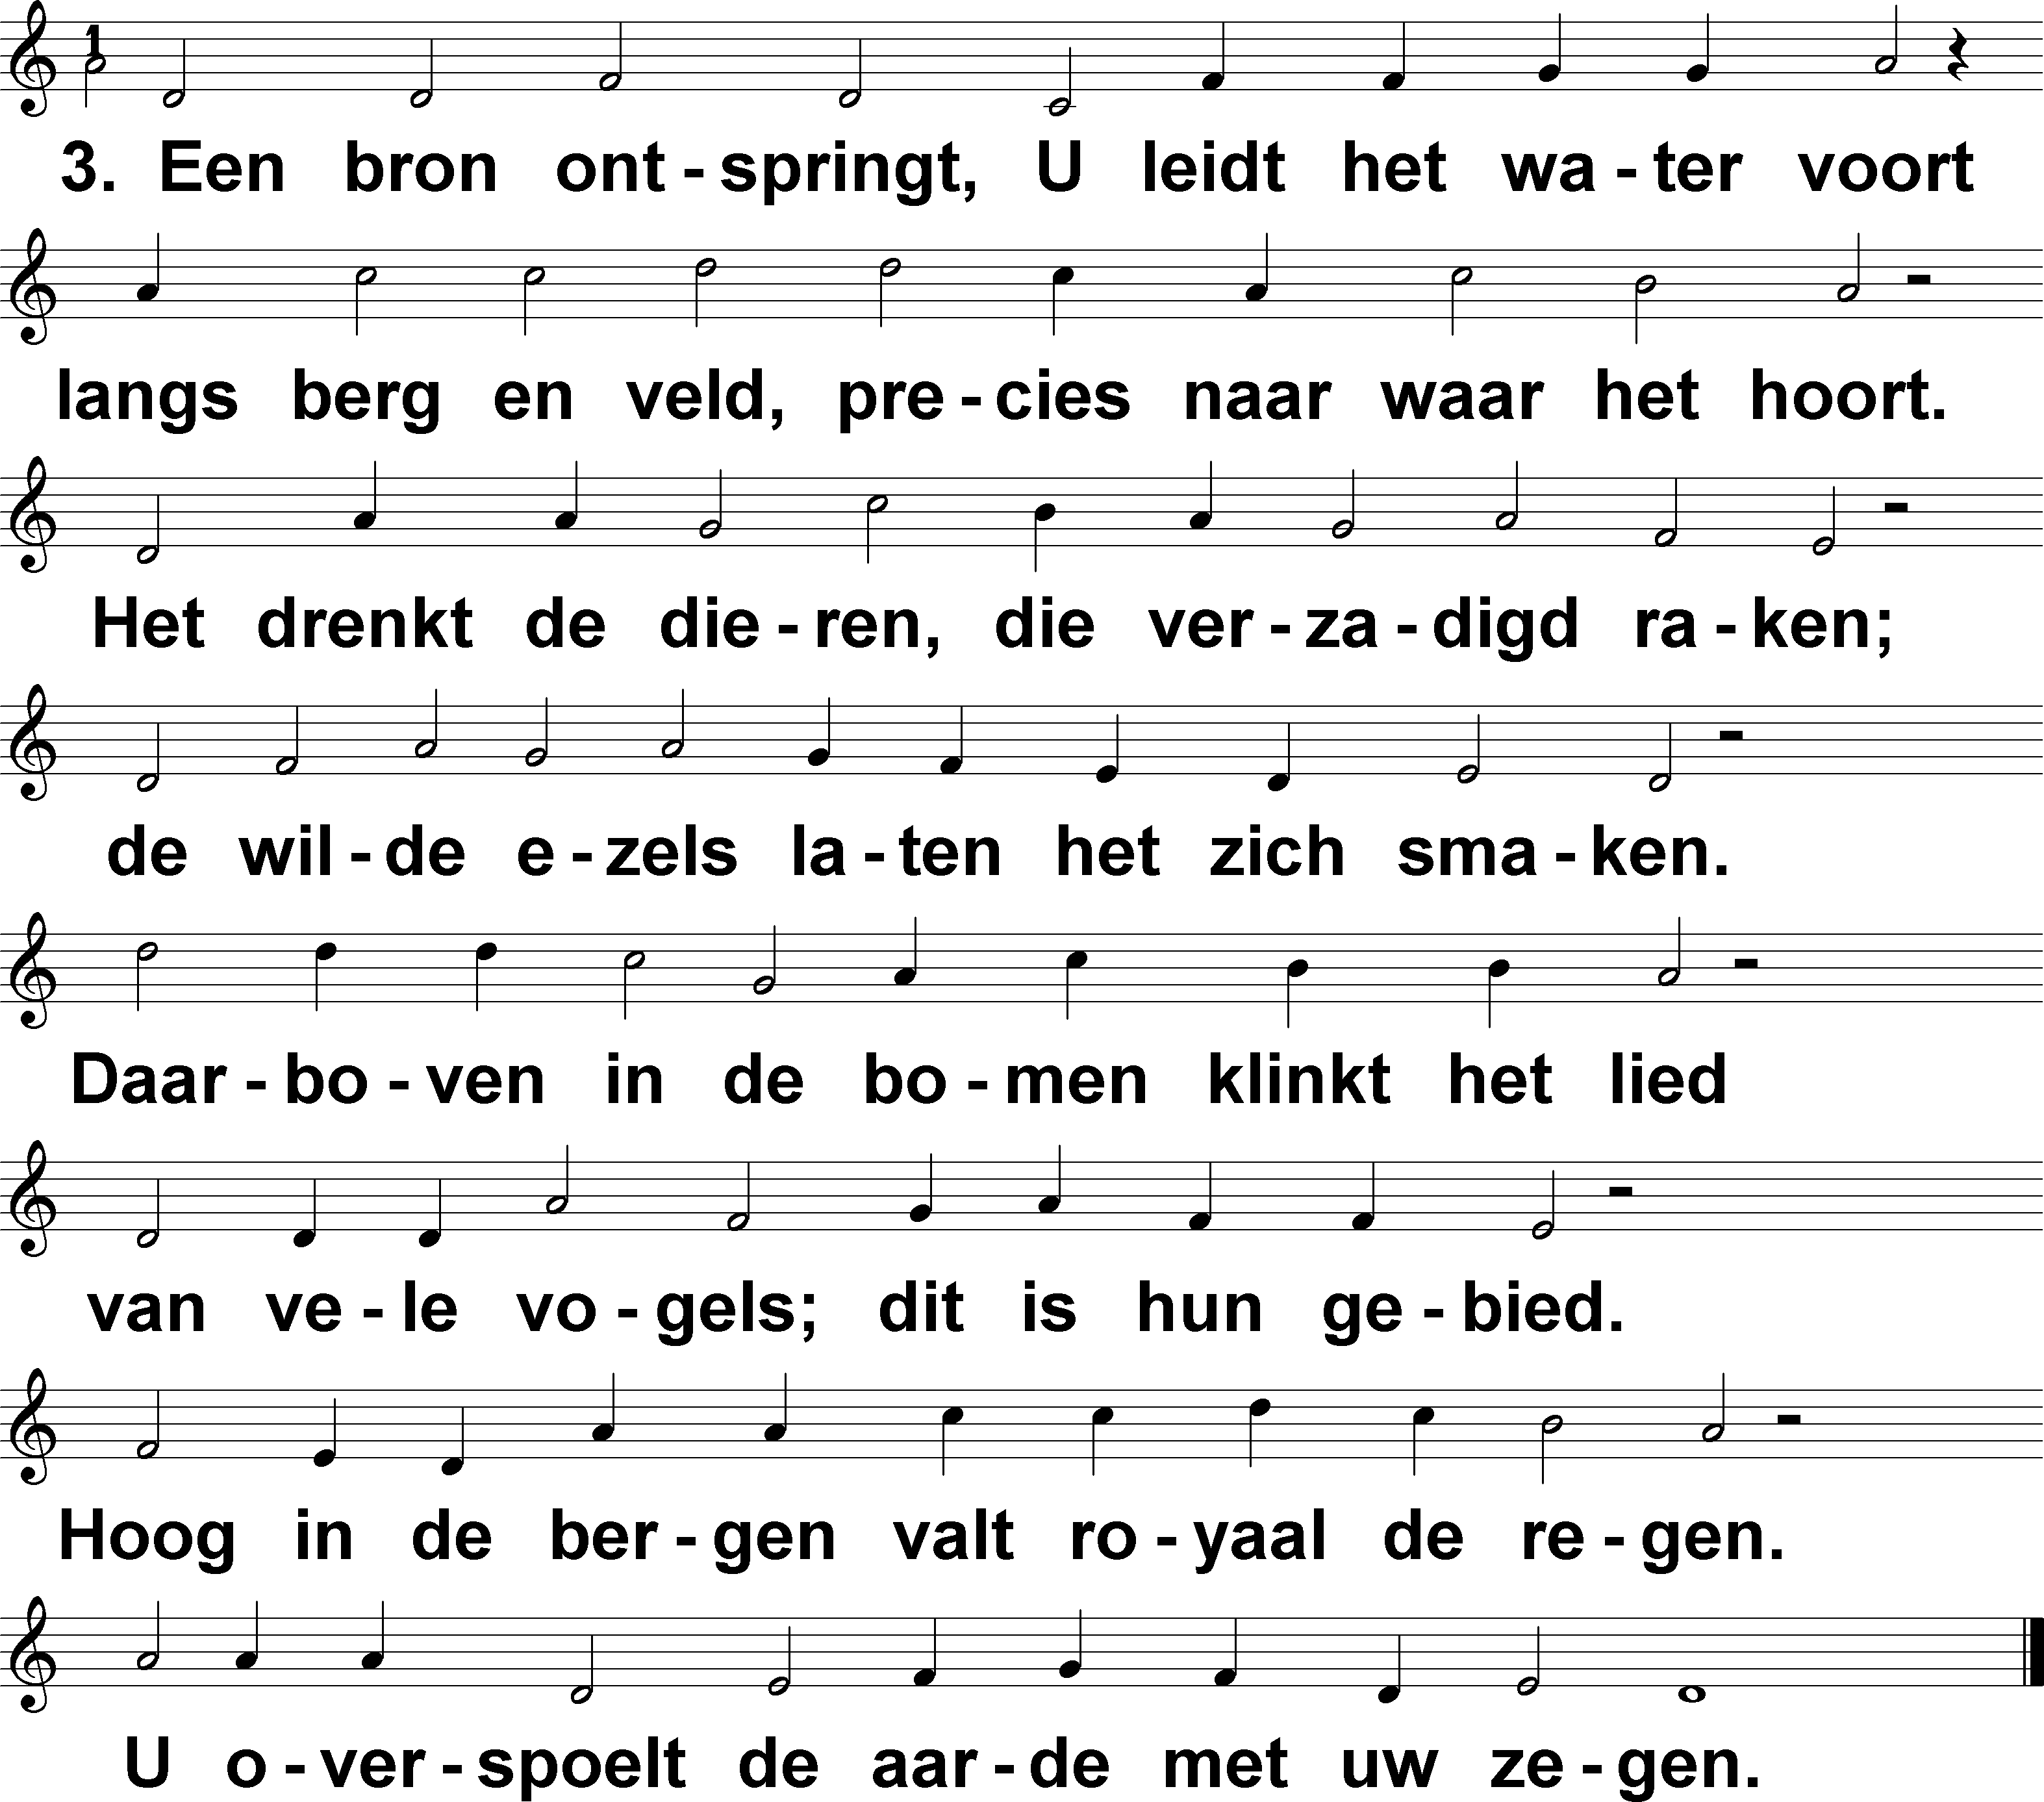 1
3. Een bron ont - springt, U leidt het wa - ter voort
langs berg en veld, pre - cies naar waar het hoort.
Het drenkt de die - ren, die ver - za - digd ra - ken;
de wil - de e - zels la - ten het zich sma - ken.
Daar - bo - ven in de bo - men klinkt het lied
van ve - le vo - gels; dit is hun ge - bied.
Hoog in de ber - gen valt ro - yaal de re - gen.
U o - ver - spoelt de aar - de met uw ze - gen.